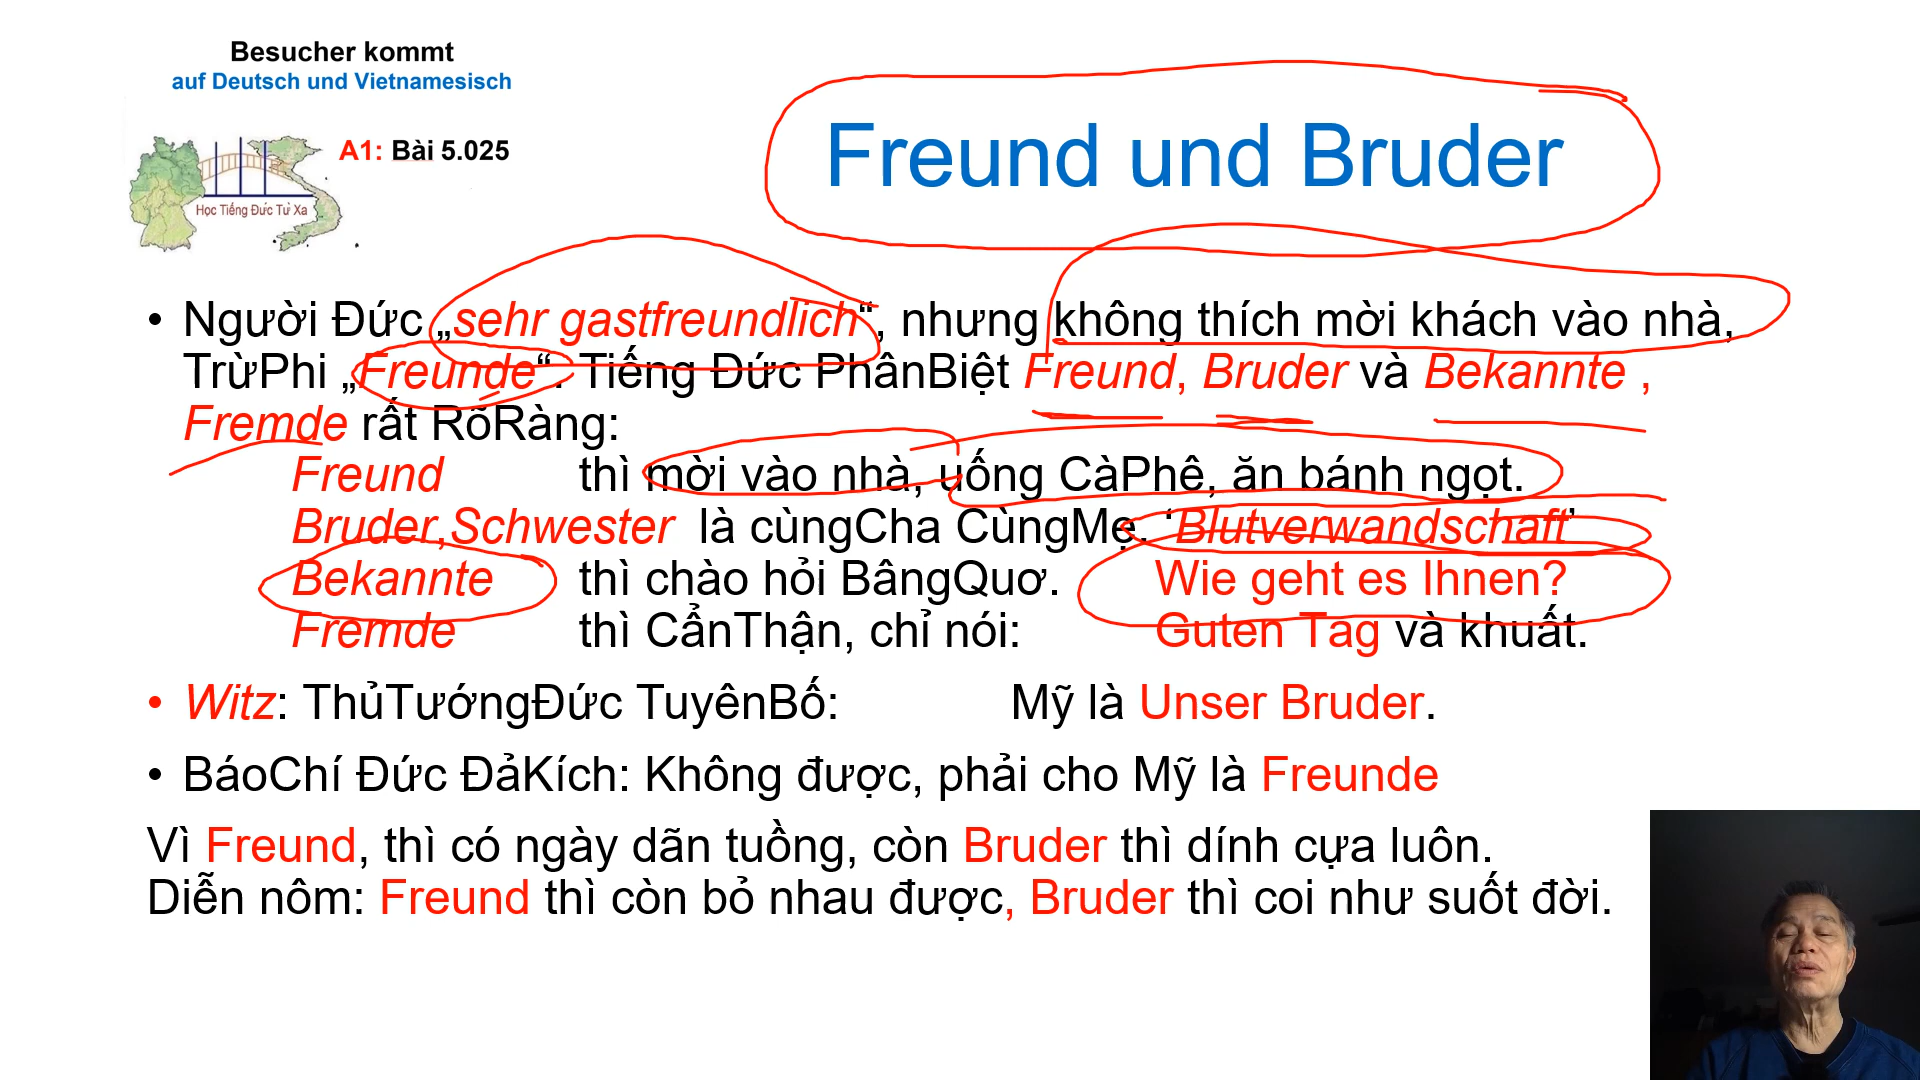 Besucher kommt
auf Deutsch und Vietnamesisch
A1: Bài 5.025
Học Tiếng Đức Từ Xa
Freund und Bruder
• Người Đức „sehr gastfreundlich“, nhưng không thích mời khách vào nhà,
TrừPhi „Freunde“. Tiếng Đức PhânBiệt Freund, Bruder và Bekannte ,
Fremde rất RõRàng:
Freund thì mời vào nhà, uống CàPhê, ăn bánh ngọt.
Bruder,Schwester là cùngCha CùngMẹ. ‘Blutverwandschaft’
Bekannte thì chào hỏi BângQuơ. Wie geht es Ihnen?
Fremde thì CẩnThận, chỉ nói: Guten Tag và khuất.
• Witz: ThủTướngĐức TuyênBố: Mỹ là Unser Bruder.
• BáoChí Đức ĐảKích: Không được, phải cho Mỹ là Freunde
Vì Freund, thì có ngày dãn tuồng, còn Bruder thì dính cựa luôn.
Diễn nôm: Freund thì còn bỏ nhau được, Bruder thì coi như suốt đời.